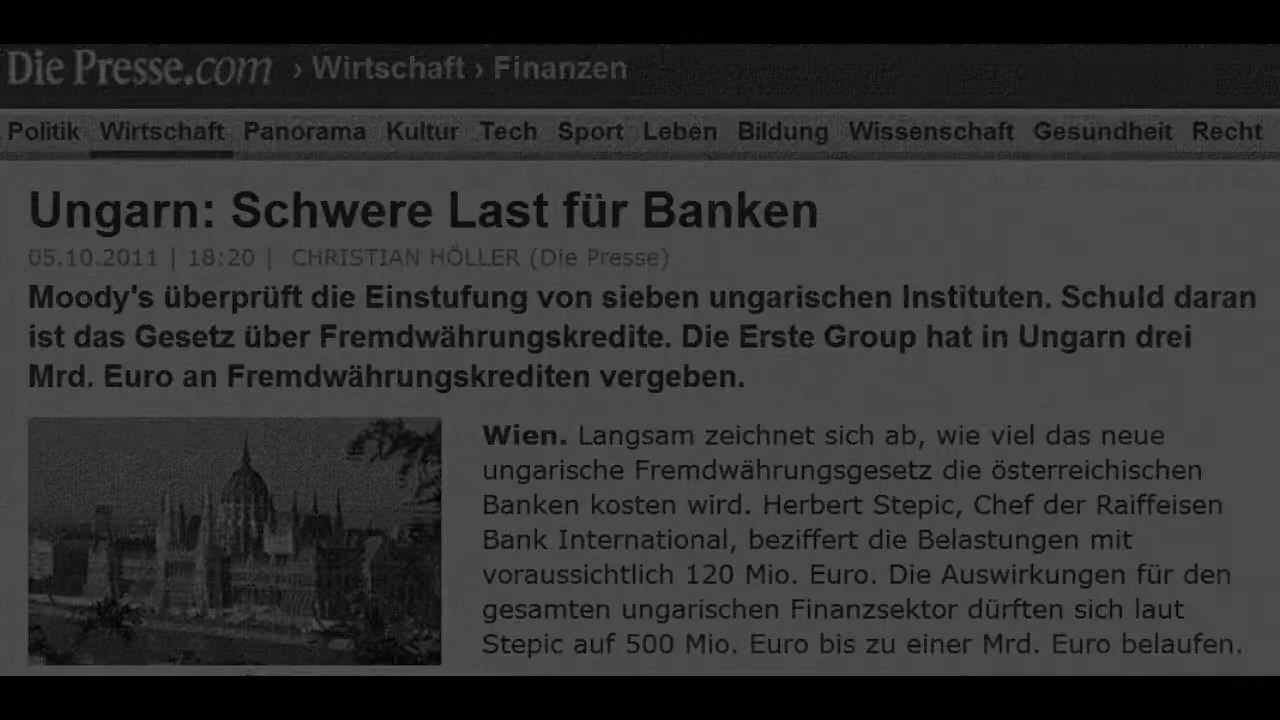 Die Presse.com › Wirtschaft › Finanzen
Politik Wirtschaft Panorama Kultur Tech Sport Leben Bildung Wissenschaft Gesundheit Recht
Ungarn: Schwere Last für Banken
05.10.2011 | 18:20 | CHRISTIAN HÖLLER (Die Presse)
Moody's überprüft die Einstufung von sieben ungarischen Instituten. Schuld daran
ist das Gesetz über Fremdwährungskredite. Die Erste Group hat in Ungarn drei
Mrd. Euro an Fremdwährungskrediten vergeben.
Wien. Langsam zeichnet sich ab, wie viel das neue
ungarische Fremdwährungsgesetz die österreichischen
Banken kosten wird. Herbert Stepic, Chef der Raiffeisen
Bank International, beziffert die Belastungen mit
voraussichtlich 120 Mio. Euro. Die Auswirkungen für den
gesamten ungarischen Finanzsektor dürften sich laut
Stepic auf 500 Mio. Euro bis zu einer Mrd. Euro belaufen.